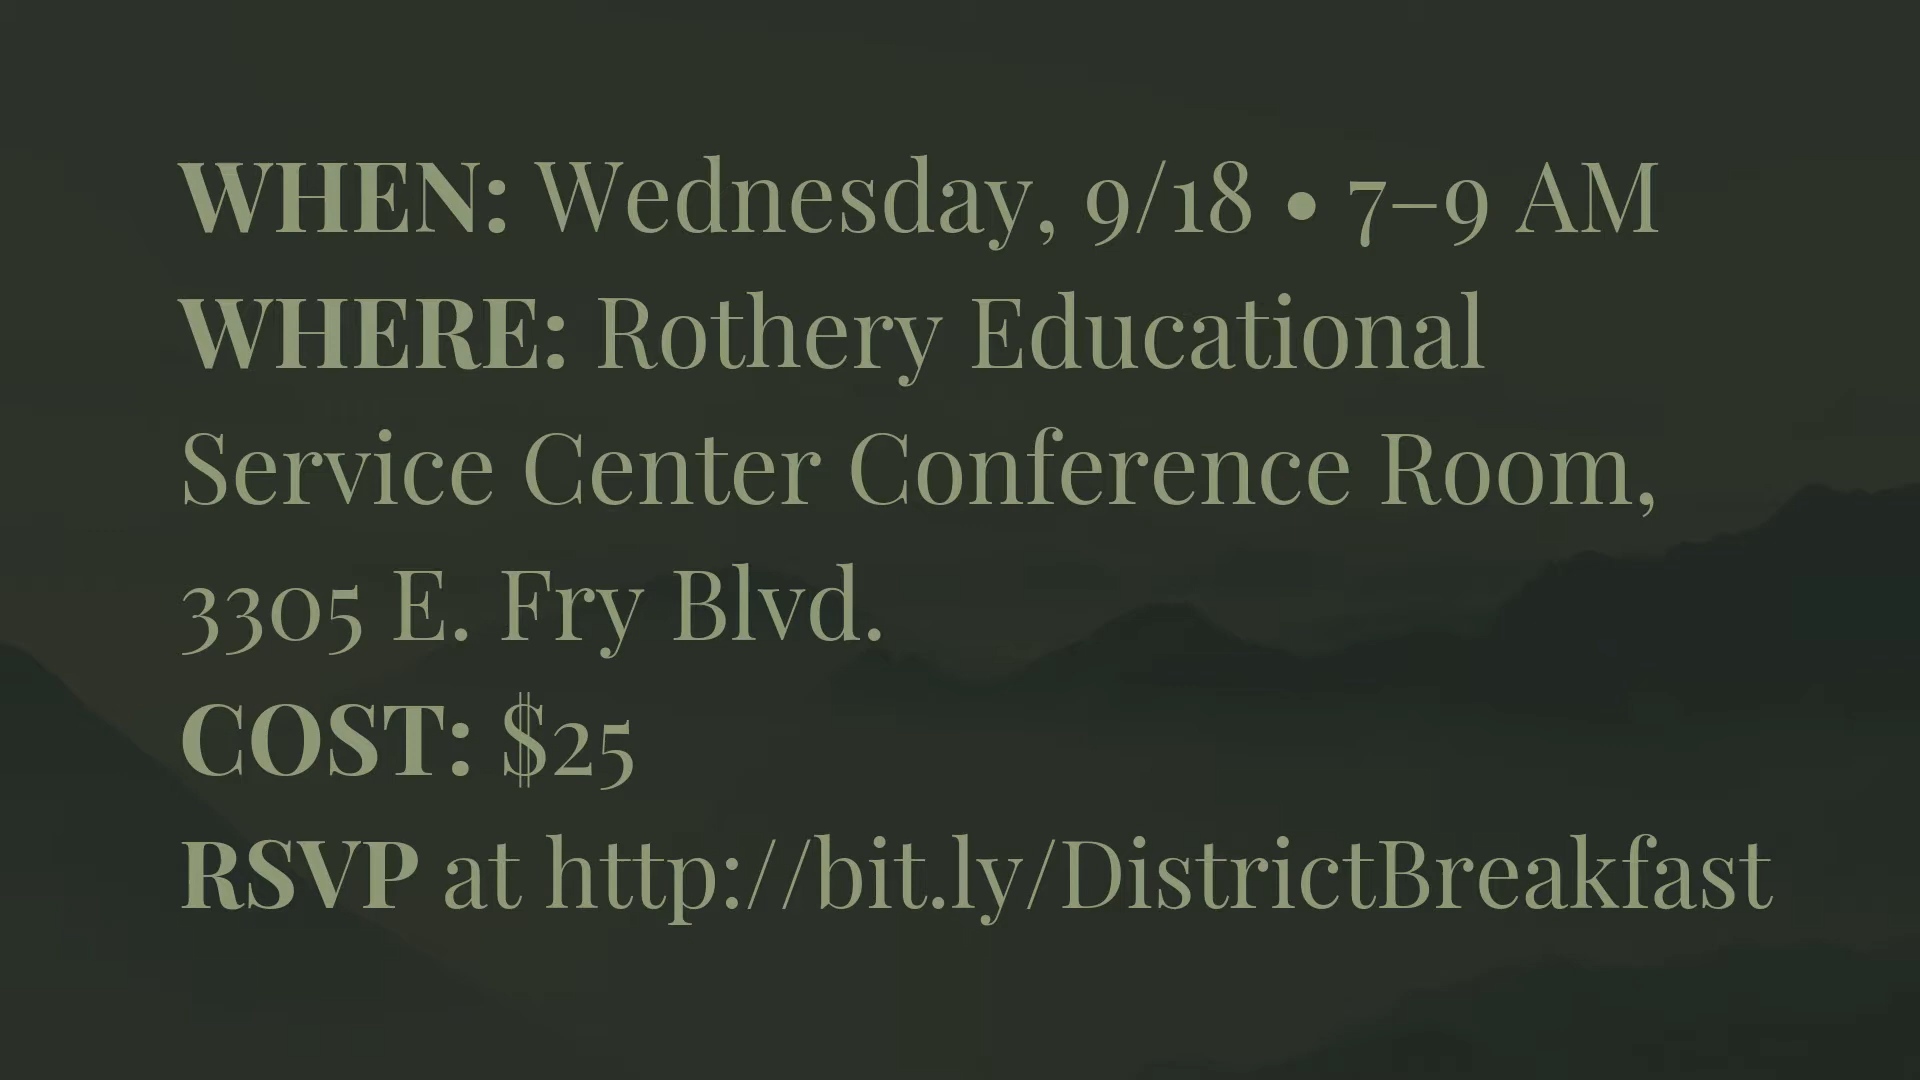 WHEN: Wednesday, 9/18 • 7–9 AM
WHERE: Rothery Educational
Service Center Conference Room,
3305 E. Fry Blvd.
COST: $25
RSVP at http://bit.ly/DistrictBreakfast